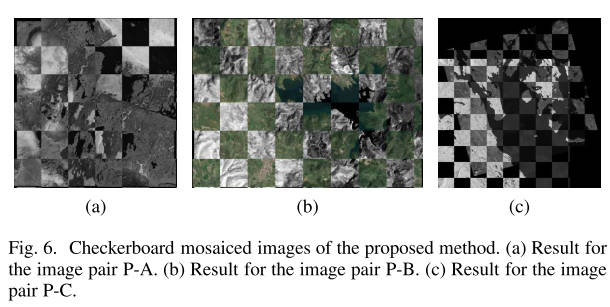 (a)
(b)
(c)
Fig. 6. Checkerboard mosaiced images of the proposed method. (a) Result for
the image pair P-A. (b) Result for the image pair P-B. (c) Result for the image
pair P-C.